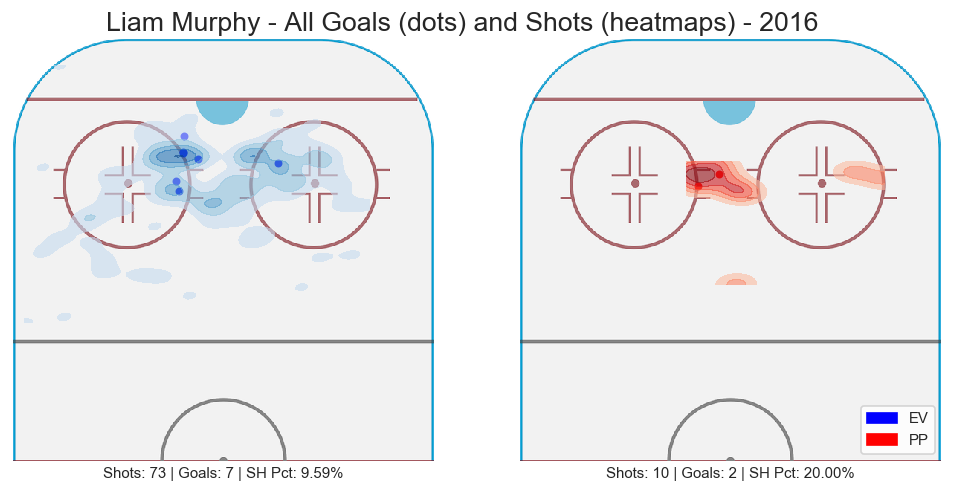 Liam Murphy - All Goals (dots) and Shots (heatmaps) - 2016
EV
PP
Shots: 73 | Goals: 7 | SH Pct: 9.59%
Shots: 10 | Goals: 2 | SH Pct: 20.00%